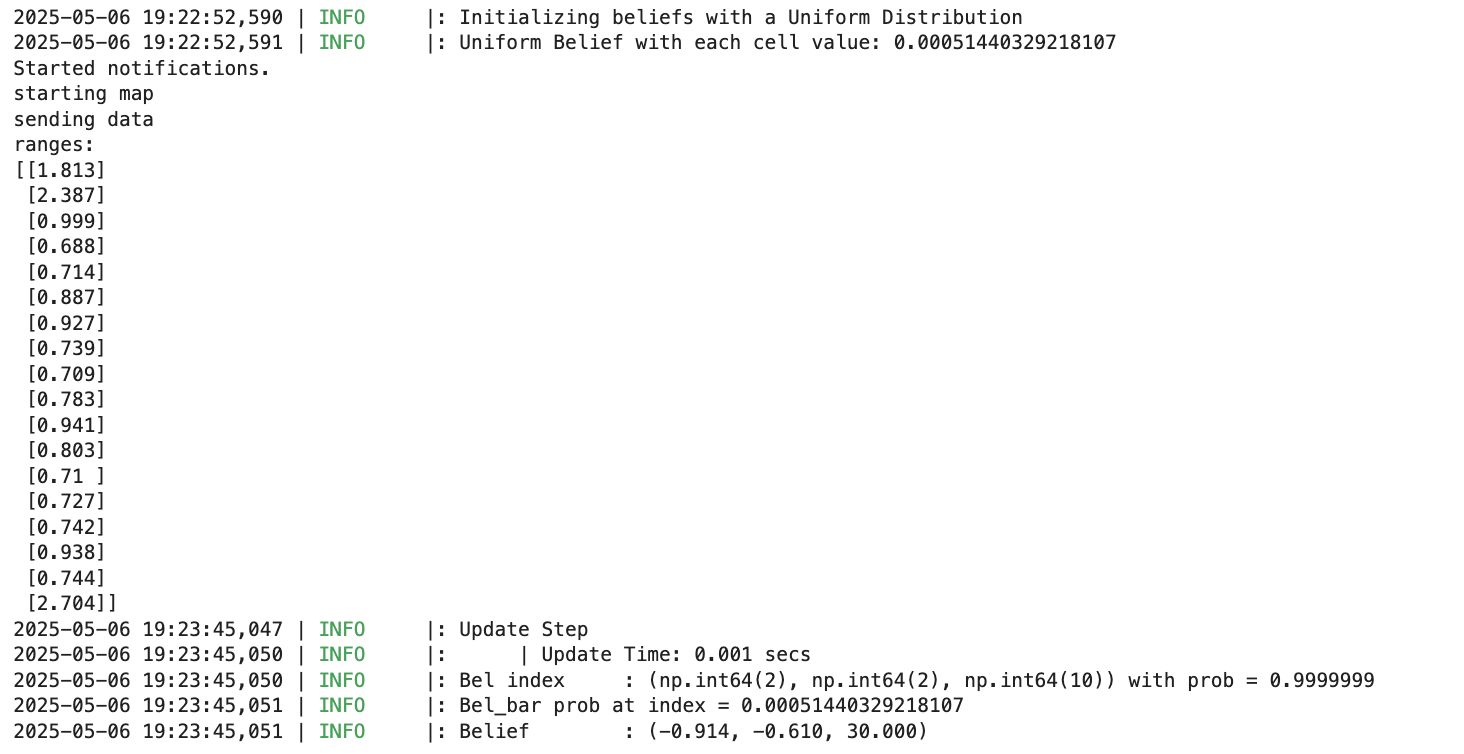 2025-05-06 19:22:52,590 | INFO     |: Initializing beliefs with a Uniform Distribution
2025-05-06 19:22:52,591 | INFO     |: Uniform Belief with each cell value: 0.00051440329218107
Started notifications.
starting map
sending data
ranges:
[[1.813]
 [2.387]
 [0.999]
 [0.688]
 [0.714]
 [0.887]
 [0.927]
 [0.739]
 [0.709]
 [0.783]
 [0.941]
 [0.803]
 [0.71 ]
 [0.727]
 [0.742]
 [0.938]
 [0.744]
 [2.704]]
2025-05-06 19:23:45,047 | INFO     |: Update Step
2025-05-06 19:23:45,050 | INFO     |:      | Update Time: 0.001 secs
2025-05-06 19:23:45,050 | INFO     |: Bel index     : (np.int64(2), np.int64(2), np.int64(10)) with prob = 0.9999999
2025-05-06 19:23:45,051 | INFO     |: Bel_bar prob at index = 0.00051440329218107
2025-05-06 19:23:45,051 | INFO     |: Belief        : (-0.914, -0.610, 30.000)